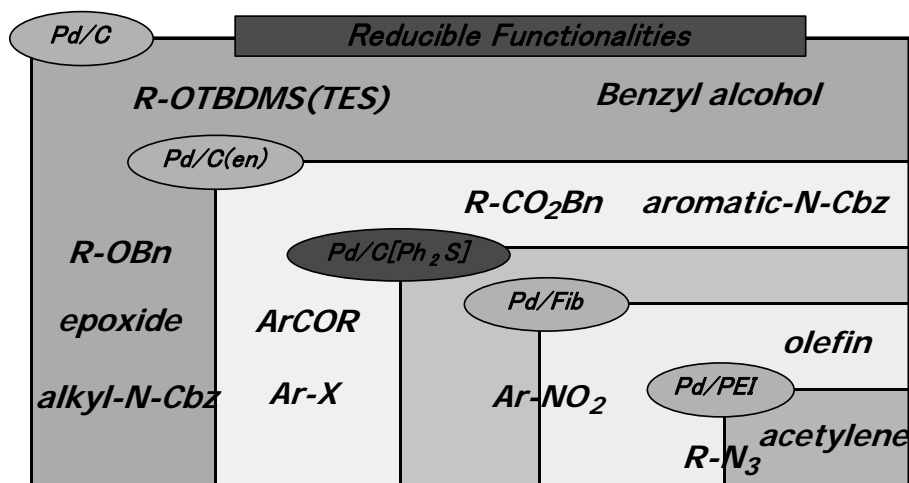 Pd/C
Reducible Functionalities
R-OTBDMS(TES)
Benzyl alcohol
Pd/C(en)
R-CO₂Bn
aromatic-N-Cbz
R-OBn
Pd/C[Ph₂S]
Pd/Fib
epoxide
ArCOR
olefin
Pd/PEI
alkyl-N-Cbz
Ar-X
Ar-NO₂
acetylene
R-N₃